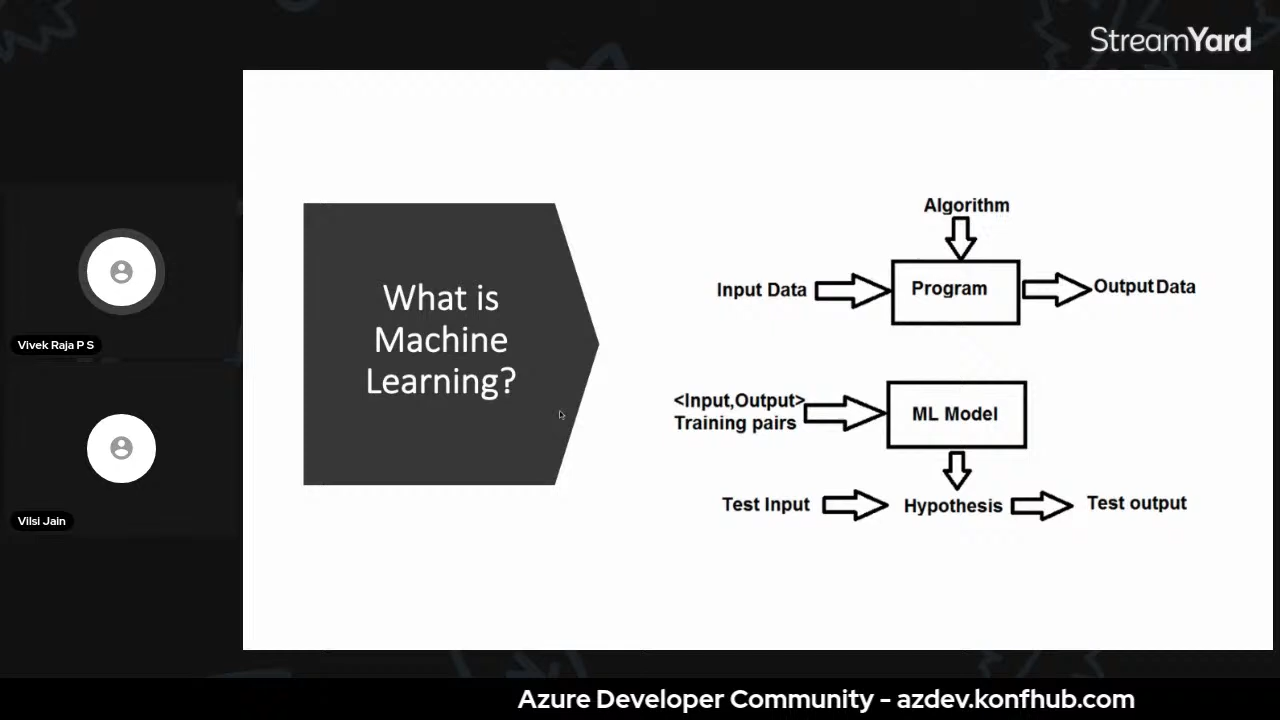 StreamYard
Vivek Raja P S
Vilsi Jain
What is
Machine
Learning?
Algorithm
Input Data
Program
Output Data
<Input,Output>
Training pairs
ML Model
Test Input
Hypothesis
Test output
Azure Developer Community - azdev.konfhub.com